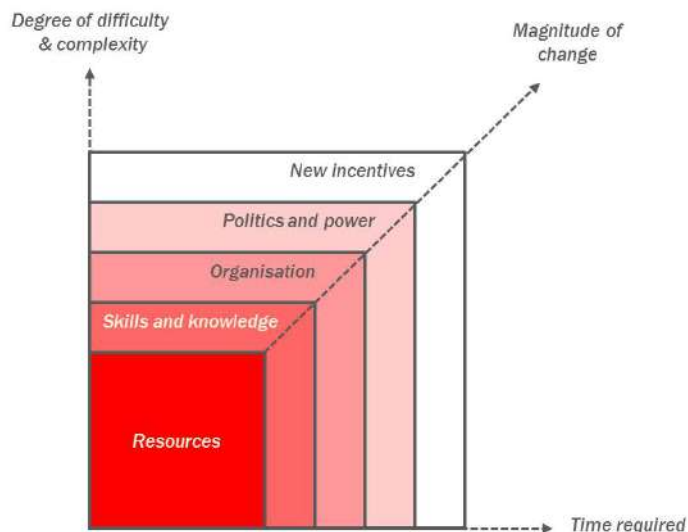 Degree of difficulty
& complexity
Magnitude of
change
New incentives
Politics and power
Organisation
Skills and knowledge
Resources
Time required